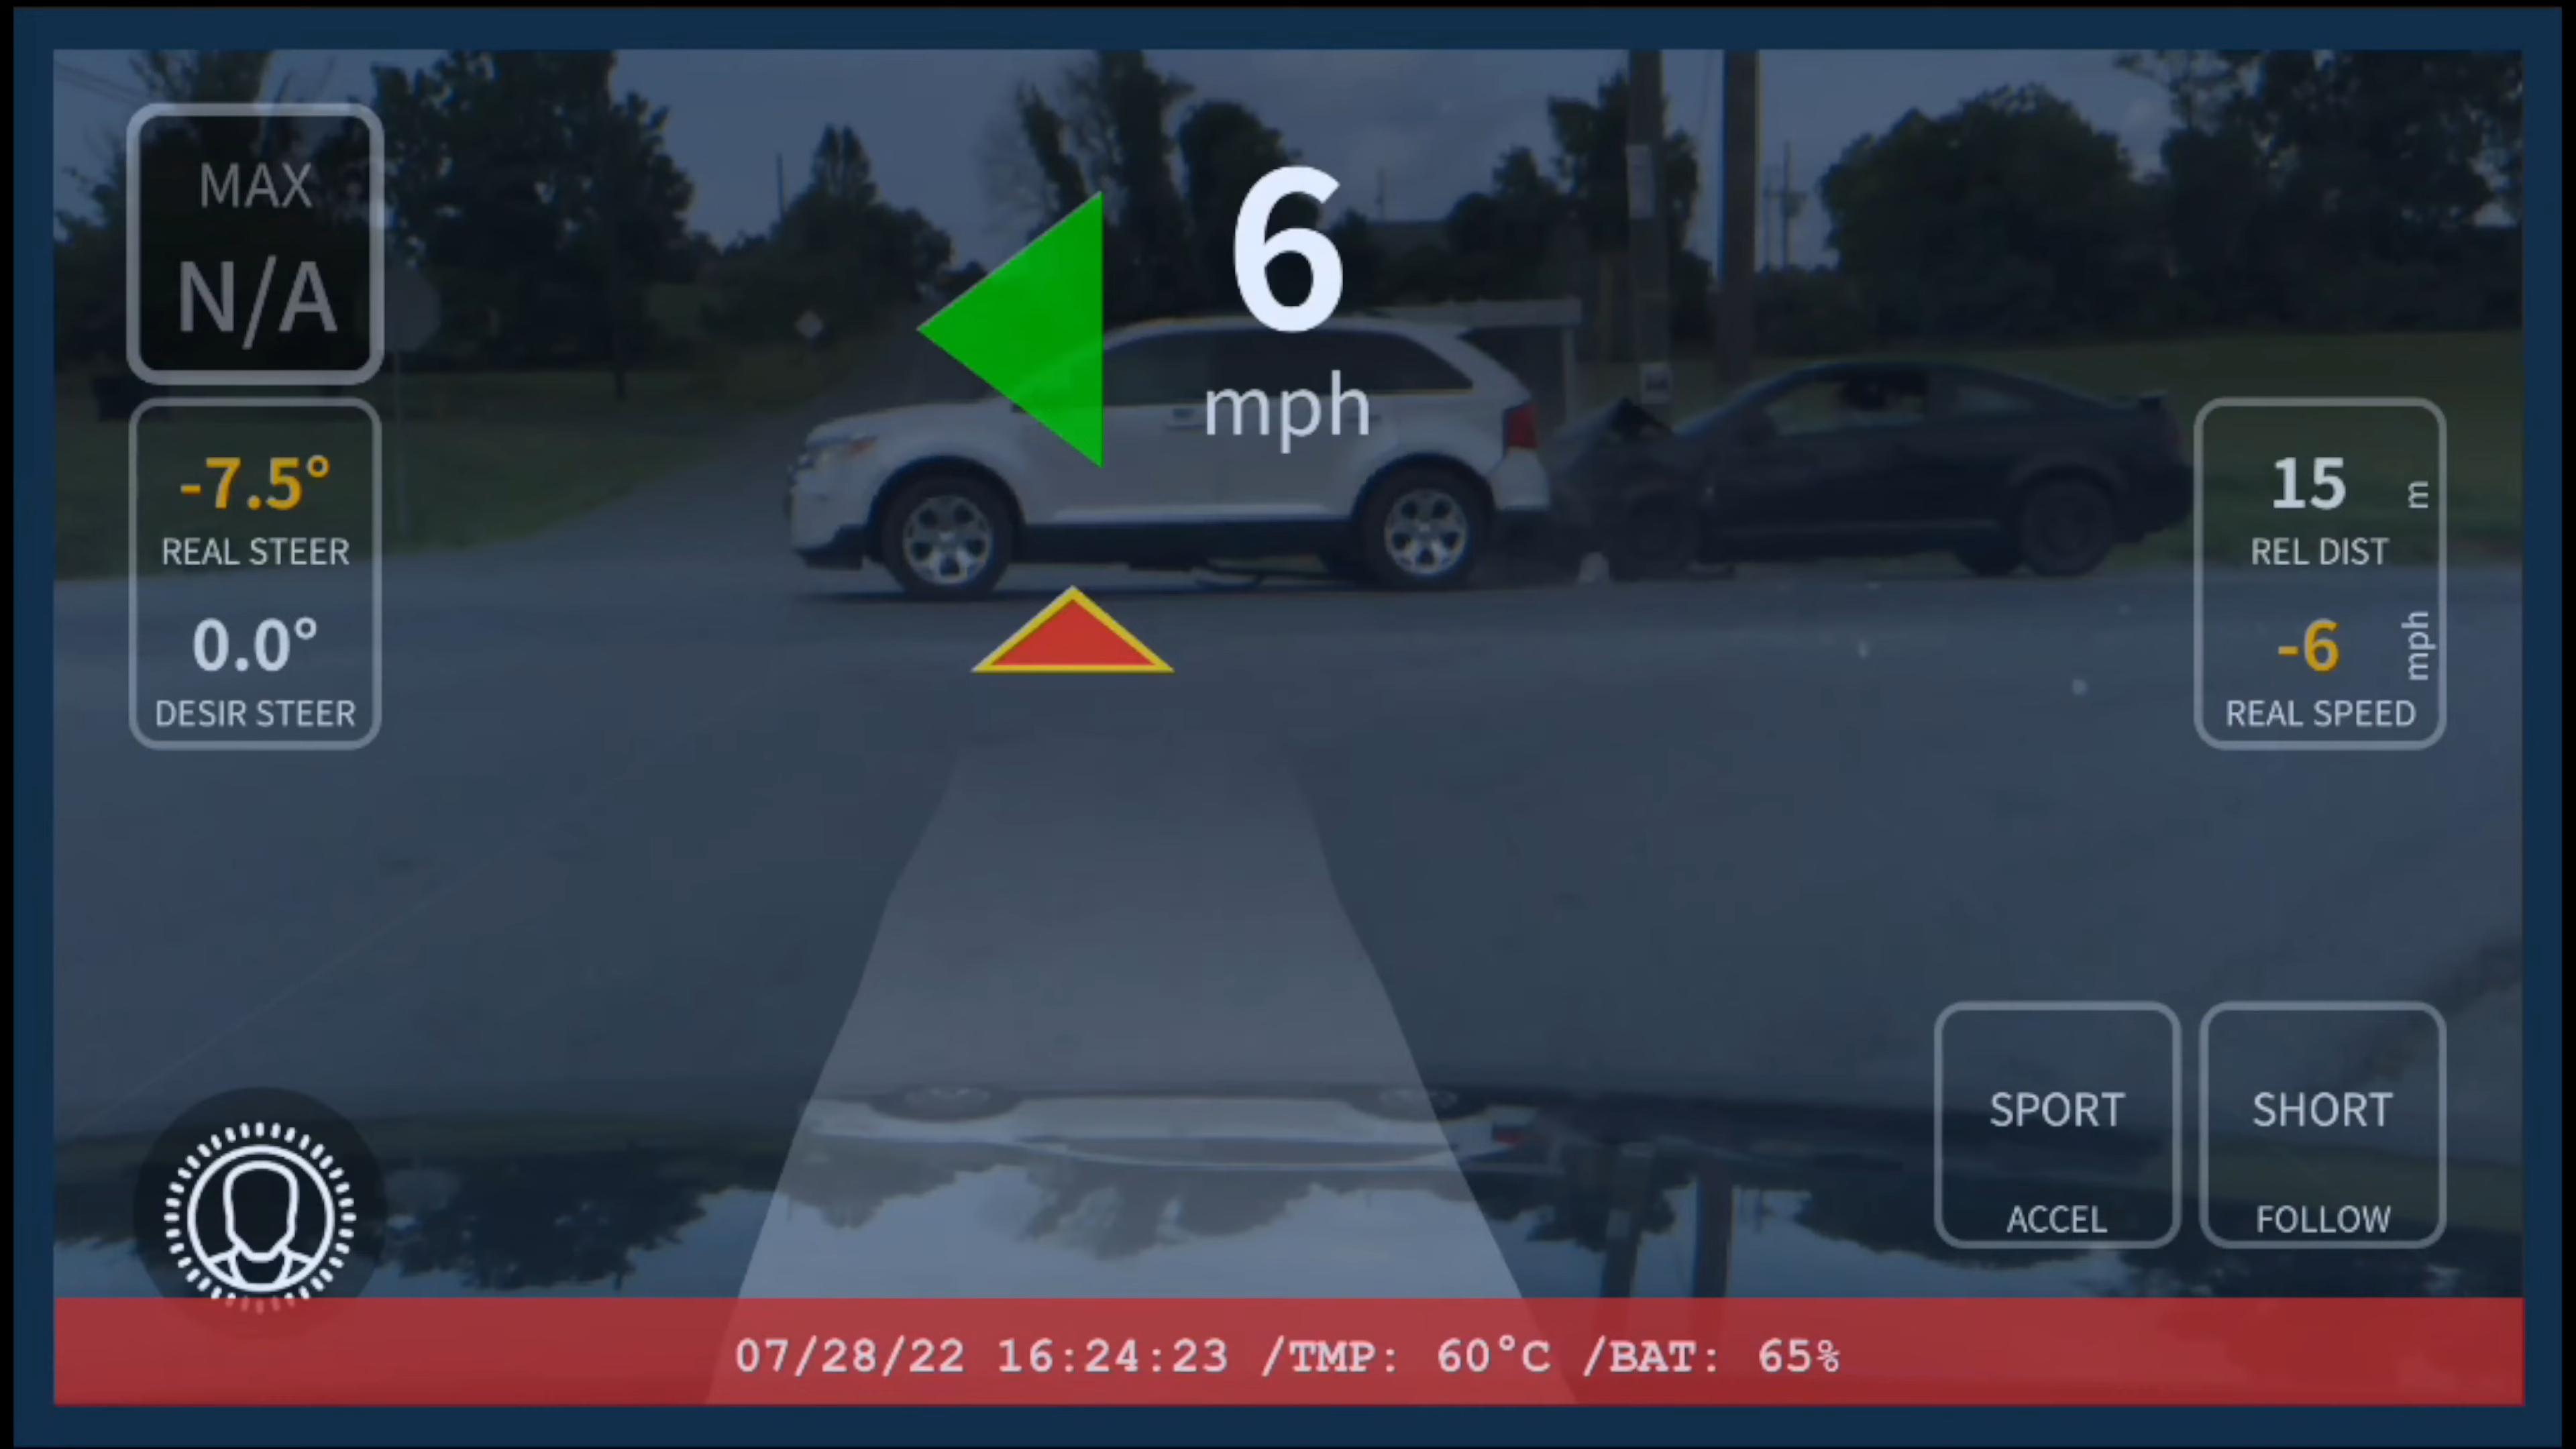 MAX
N/A
6
mph
-7.5°
REAL STEER
0.0°
DESIR STEER
15 m
REL DIST
-6 mph
REAL SPEED
SPORT
ACCEL
SHORT
FOLLOW
07/28/22 16:24:23 /TMP: 60°C /BAT: 65%